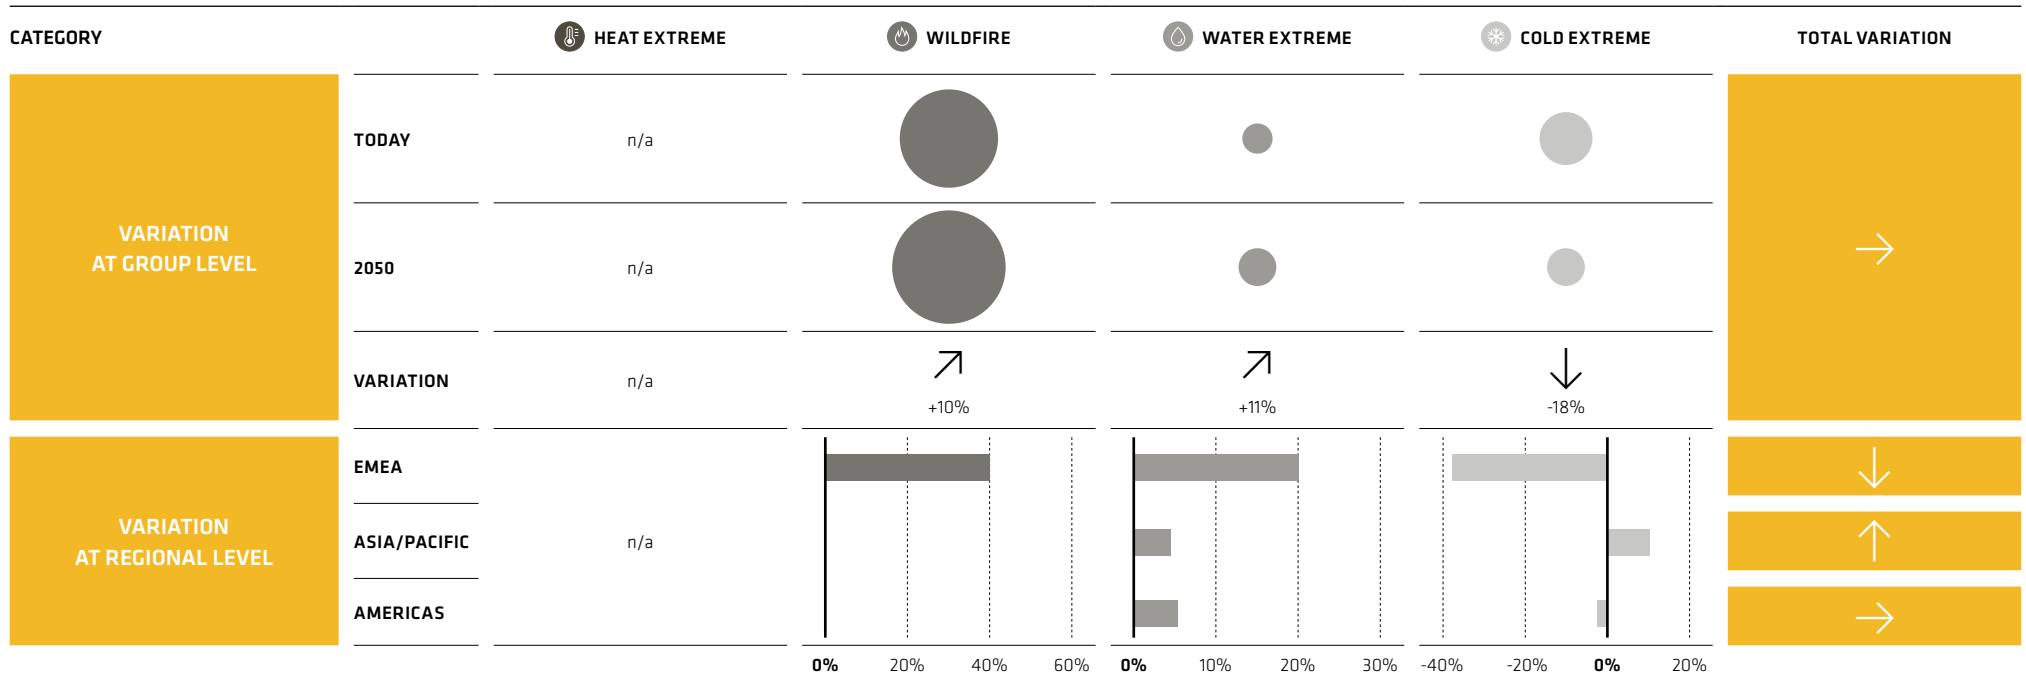 CATEGORY HEAT EXTREME WILDFIRE WATER EXTREME COLD EXTREME TOTAL VARIATION
TODAY n/a
VARIATION
AT GROUP LEVEL
2050 n/a
VARIATION n/a
+10% +11% -18%
EMEA
VARIATION
AT REGIONAL LEVEL
ASIA/PACIFIC n/a
AMERICAS
0% 20% 40% 60% 0% 10% 20% 30% -40% -20% 0% 20%